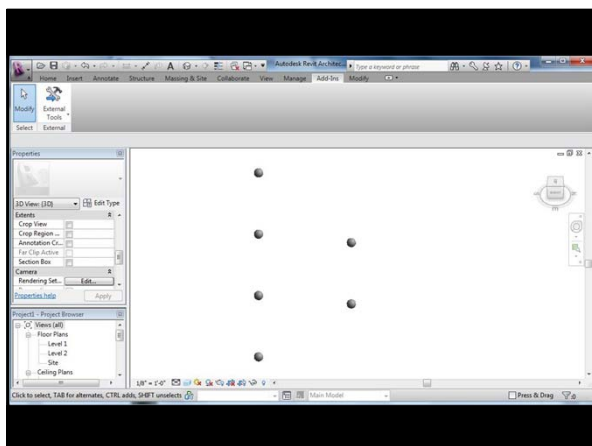 Autodesk Revit Architec...
Type a keyword or phrase
Home Insert Annotate Structure Massing & Site Collaborate View Manage Add-Ins Modify
Modify
External
Tools
Select External
Properties
3D View: {3D} Edit Type
Extents
Crop View
Crop Region ...
Annotation Cr...
Far Clip Active
Section Box
Camera
Rendering Set... Edit...
Properties help Apply
Project1 - Project Browser
Views (all)
Floor Plans
Level 1
Level 2
Site
Ceiling Plans
1/8" = 1'-0"
Click to select, TAB for alternates, CTRL adds, SHIFT unselects
Main Model
Press & Drag
:0